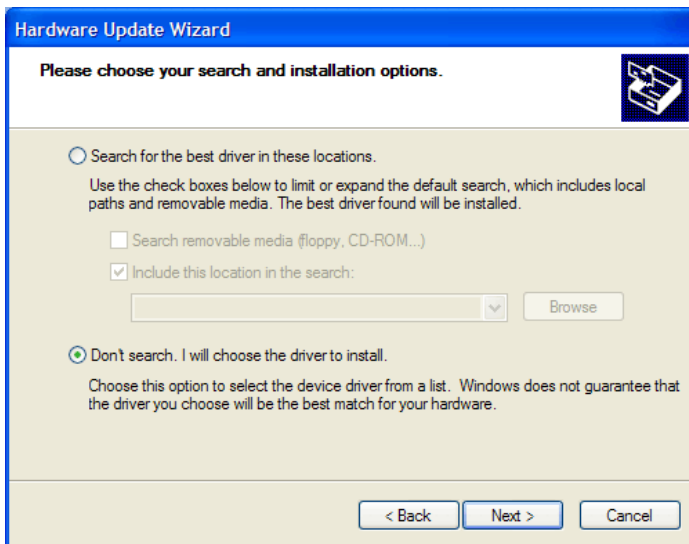 Hardware Update Wizard
Please choose your search and installation options.
Search for the best driver in these locations.
Use the check boxes below to limit or expand the default search, which includes local
paths and removable media. The best driver found will be installed.
Search removable media (floppy, CD-ROM...)
Include this location in the search:
Browse
Don't search. I will choose the driver to install.
Choose this option to select the device driver from a list. Windows does not guarantee that
the driver you choose will be the best match for your hardware.
< Back Next > Cancel